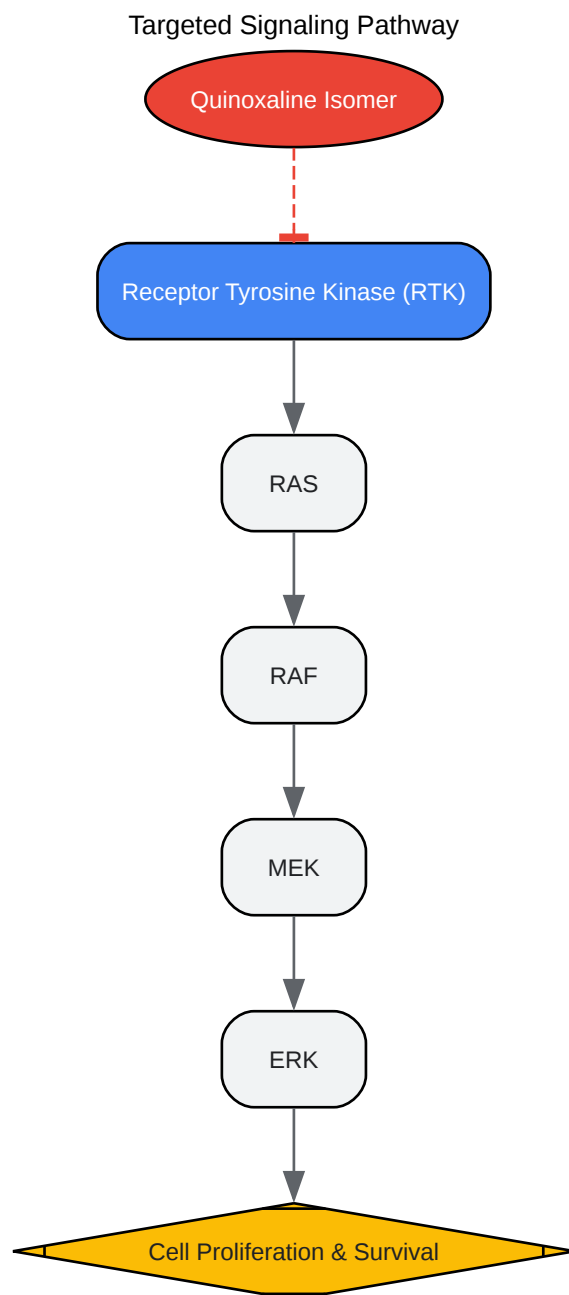 Targeted Signaling Pathway
Quinoxaline Isomer
Receptor Tyrosine Kinase (RTK)
RAS
RAF
MEK
ERK
Cell Proliferation & Survival